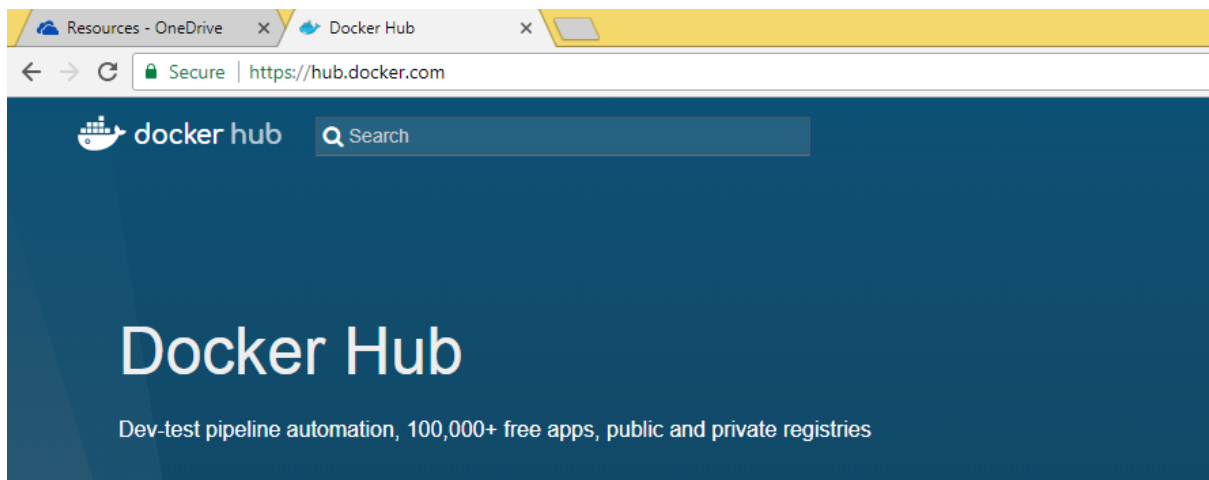 Resources - OneDrive
Docker Hub
Secure | https://hub.docker.com
docker hub
Search
Docker Hub
Dev-test pipeline automation, 100,000+ free apps, public and private registries